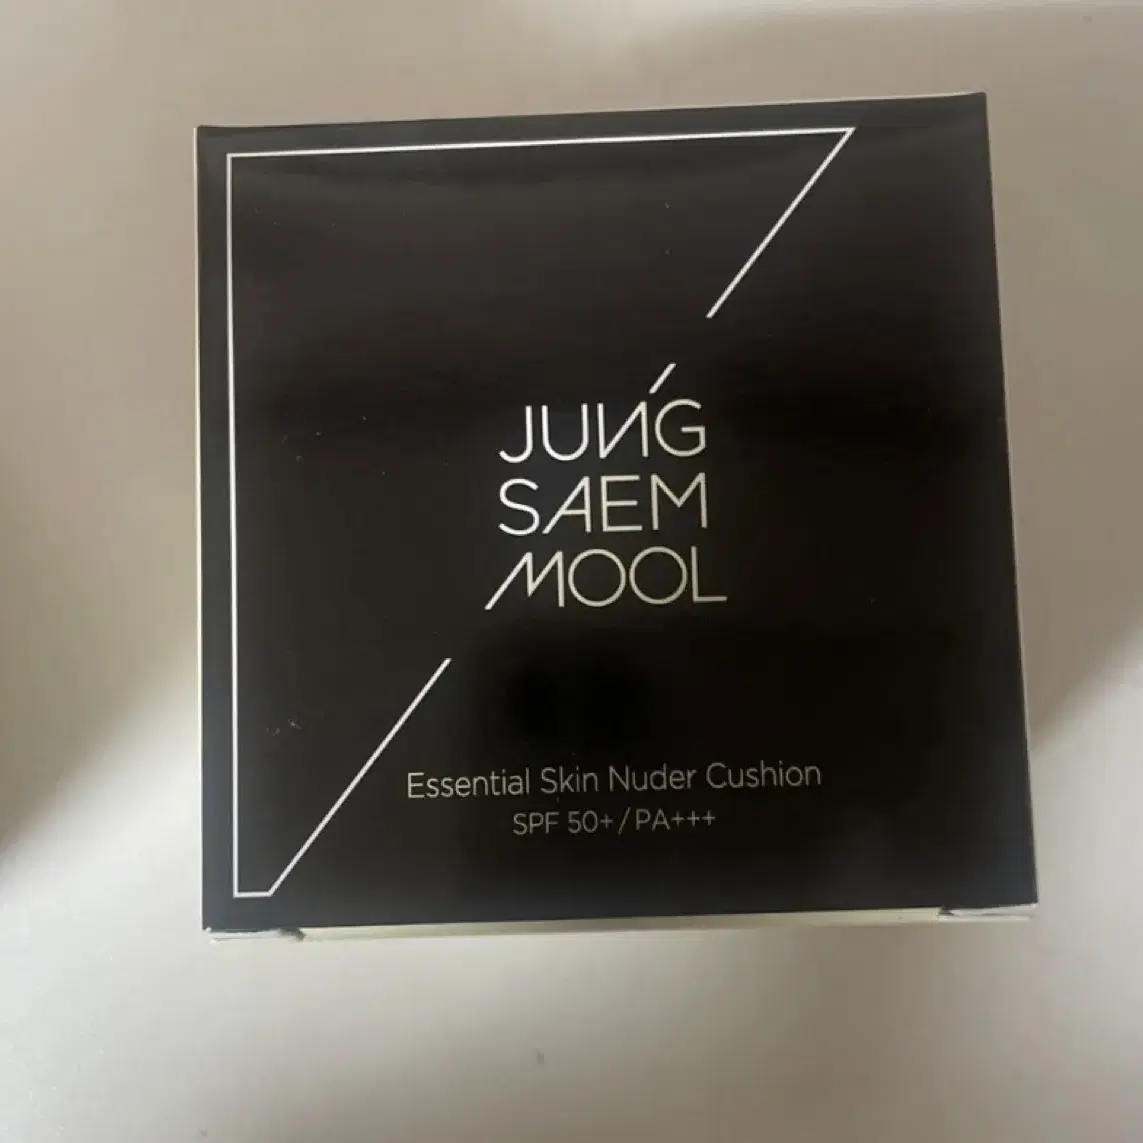 JUNG
SAEM
MOOL
Essential Skin Nuder Cushion
SPF 50+/PA+++